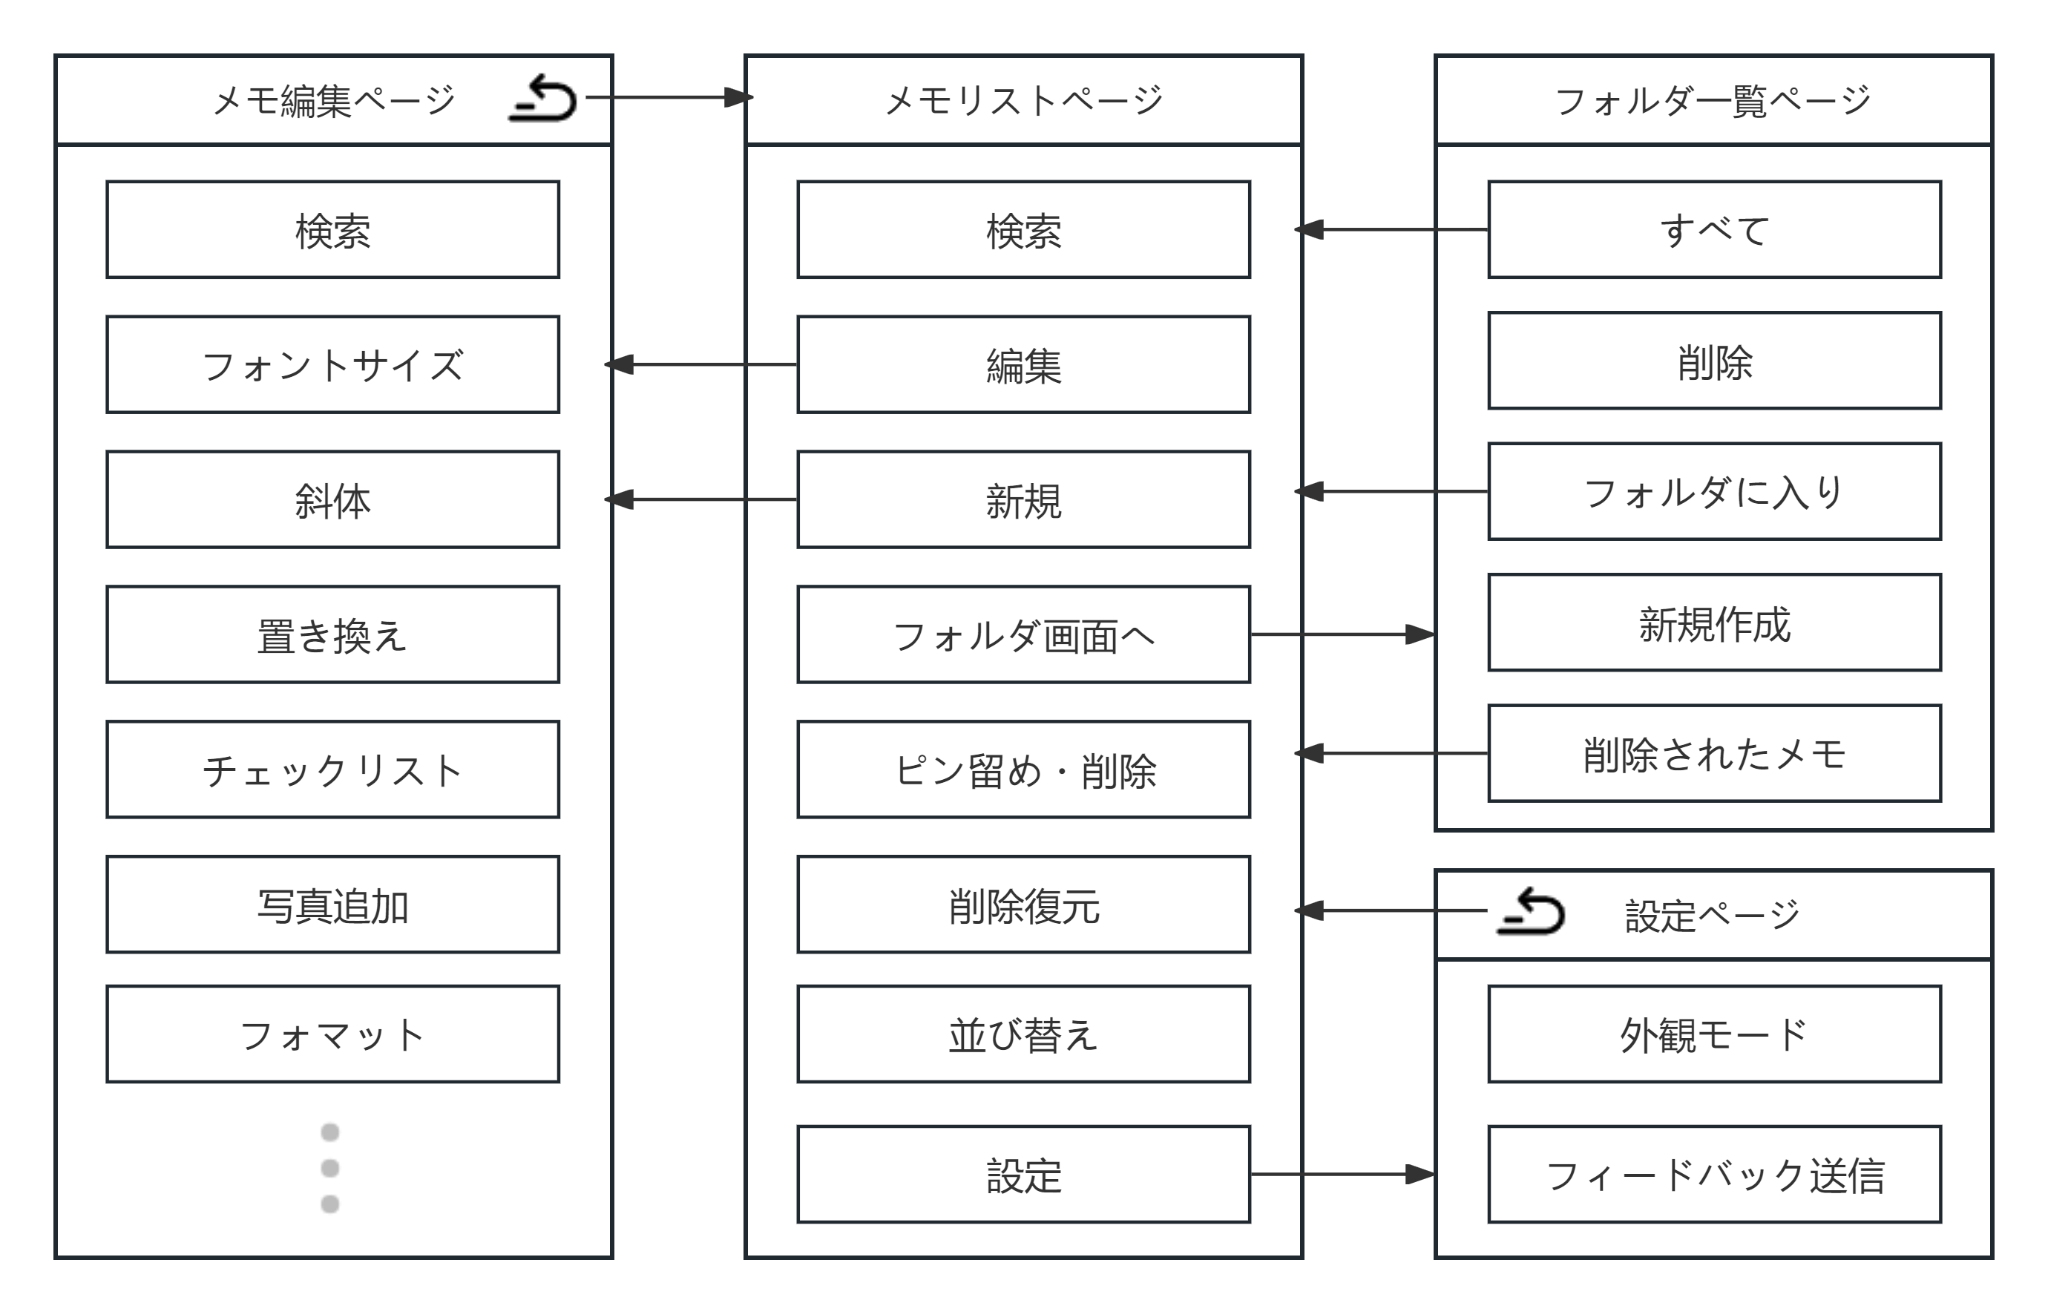 メモ編集ページ
検索
フォントサイズ
斜体
置き換え
チェックリスト
写真追加
フォマット
メモリストページ
検索
編集
新規
フォルダ画面へ
ピン留め・削除
削除復元
並び替え
設定
フォルダ一覧ページ
すべて
削除
フォルダに入り
新規作成
削除されたメモ
設定ページ
外観モード
フィードバック送信